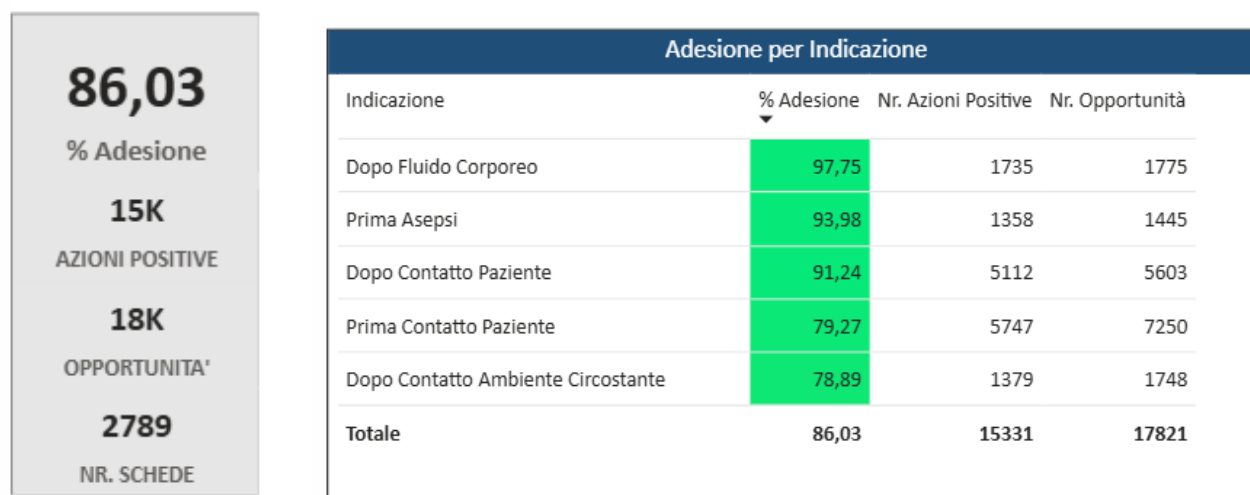 86,03
% Adesione
15K
AZIONI POSITIVE
18K
OPPORTUNITA'
2789
NR. SCHEDE
Adesione per Indicazione
Indicazione % Adesione Nr. Azioni Positive Nr. Opportunità
Dopo Fluido Corporeo 97,75 1735 1775
Prima Asepsi 93,98 1358 1445
Dopo Contatto Paziente 91,24 5112 5603
Prima Contatto Paziente 79,27 5747 7250
Dopo Contatto Ambiente Circostante 78,89 1379 1748
Totale 86,03 15331 17821